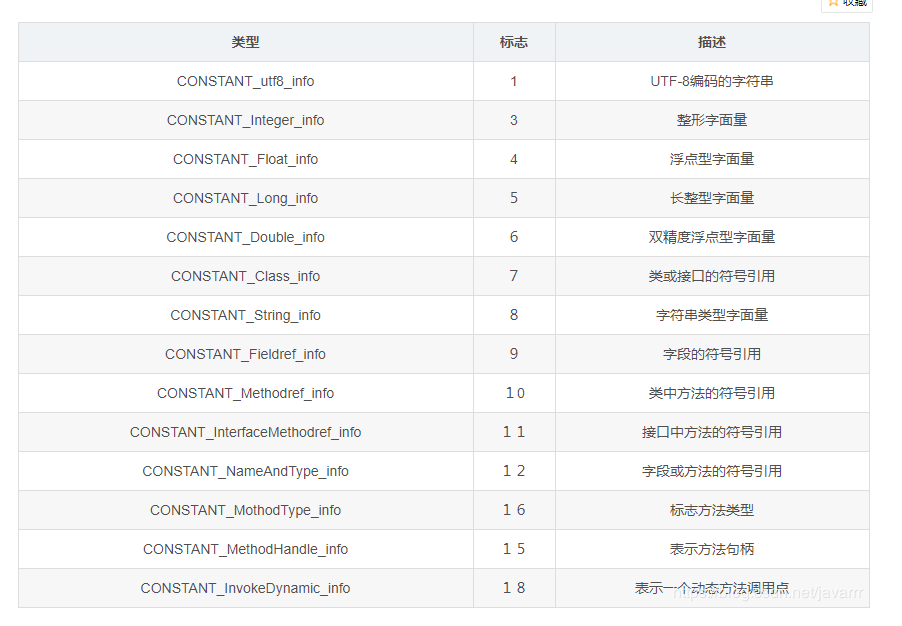 收藏
类型 标志 描述
CONSTANT_utf8_info 1 UTF-8编码的字符串
CONSTANT_Integer_info 3 整形字面量
CONSTANT_Float_info 4 浮点型字面量
CONSTANT_Long_info 5 长整型字面量
CONSTANT_Double_info 6 双精度浮点型字面量
CONSTANT_Class_info 7 类或接口的符号引用
CONSTANT_String_info 8 字符串类型字面量
CONSTANT_Fieldref_info 9 字段的符号引用
CONSTANT_Methodref_info 10 类中方法的符号引用
CONSTANT_InterfaceMethodref_info 11 接口中方法的符号引用
CONSTANT_NameAndType_info 12 字段或方法的符号引用
CONSTANT_MothodType_info 16 标志方法类型
CONSTANT_MethodHandle_info 15 表示方法句柄
CONSTANT_InvokeDynamic_info 18 表示一个动态方法调用点